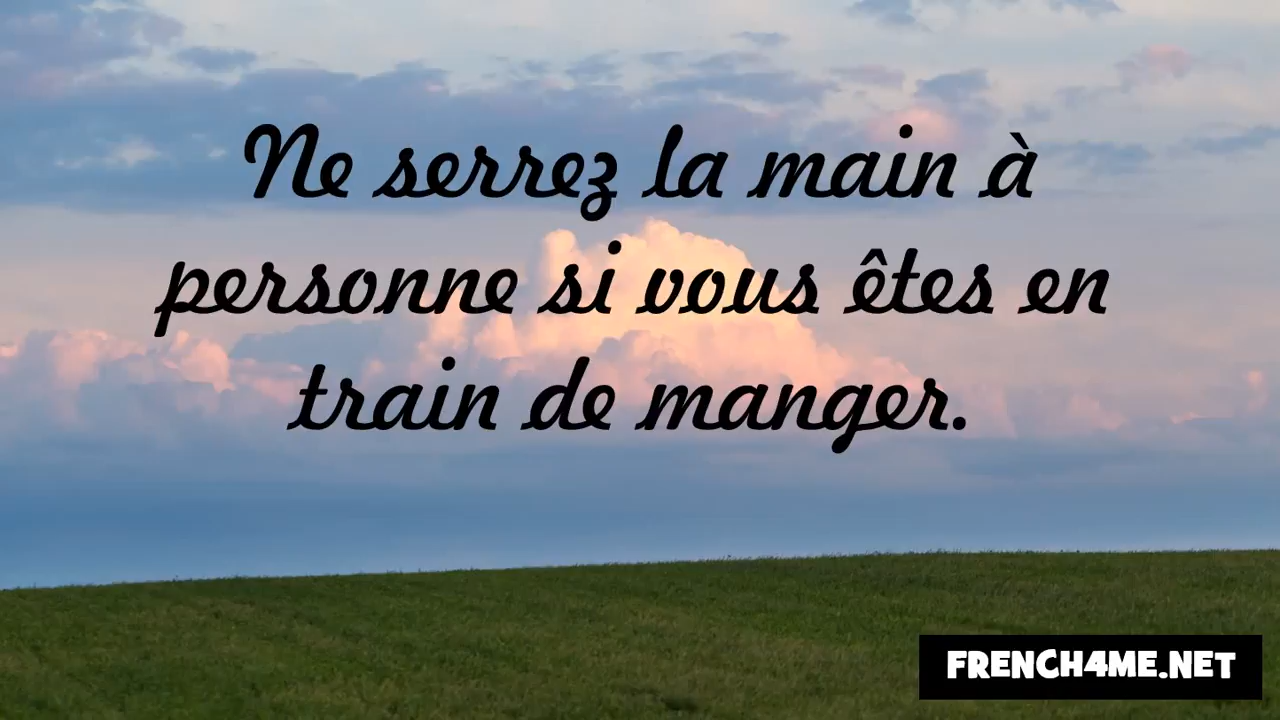 Ne serrez la main à
personne si vous êtes en
train de manger.
FRENCH4ME.NET